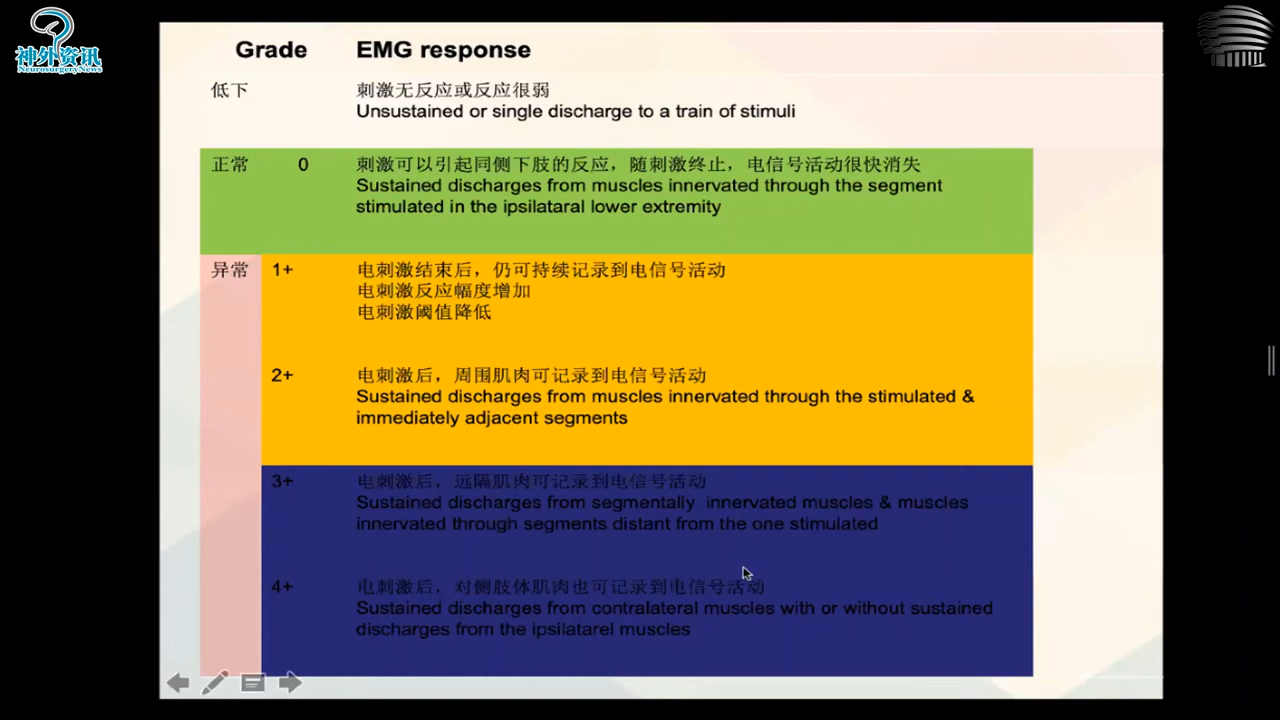 神外资讯
NeurosurgeryNews
Grade EMG response
低下 刺激无反应或反应很弱
Unsustained or single discharge to a train of stimuli
正常 0 刺激可以引起同侧下肢的反应，随刺激终止，电信号活动很快消失
Sustained discharges from muscles innervated through the segment
stimulated in the ipsilataral lower extremity
异常 1+ 电刺激结束后，仍可持续记录到电信号活动
电刺激反应幅度增加
电刺激阈值降低
2+ 电刺激后，周围肌肉可记录到电信号活动
Sustained discharges from muscles innervated through the stimulated &
immediately adjacent segments
3+ 电刺激后，远隔肌肉可记录到电信号活动
Sustained discharges from segmentally innervated muscles & muscles
innervated through segments distant from the one stimulated
4+ 电刺激后，对侧肢体肌肉也可记录到电信号活动
Sustained discharges from contralateral muscles with or without sustained
discharges from the ipsilatarel muscles